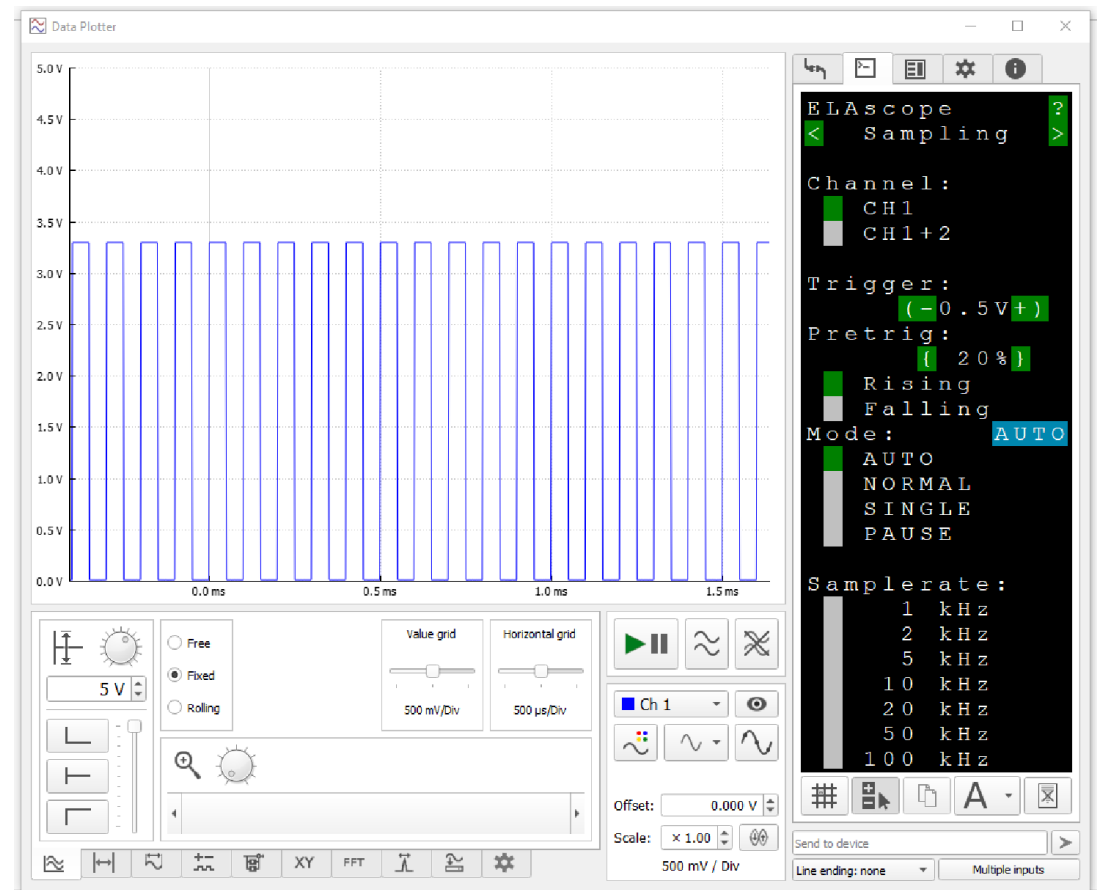 Data Plotter
5.0 V
4.5 V
4.0 V
3.5 V
3.0 V
2.5 V
2.0 V
1.5 V
1.0 V
0.5 V
0.0 V
0.0 ms 0.5 ms 1.0 ms 1.5 ms
ELAscope ?
< Sampling >
Channel:
CH1
CH1+2
Trigger:
(-0.5V+)
Pretrig:
{ 20%}
Rising
Falling
Mode: AUTO
AUTO
NORMAL
SINGLE
PAUSE
Samplerate:
1 kHz
2 kHz
5 kHz
10 kHz
20 kHz
50 kHz
100 kHz
5 V
Free
Fixed
Rolling
Value grid
500 mV/Div
Horizontal grid
500 µs/Div
Ch 1
Offset: 0.000 V
Scale: × 1.00
500 mV / Div
XY
FFT
A
Send to device
Line ending: none
Multiple inputs